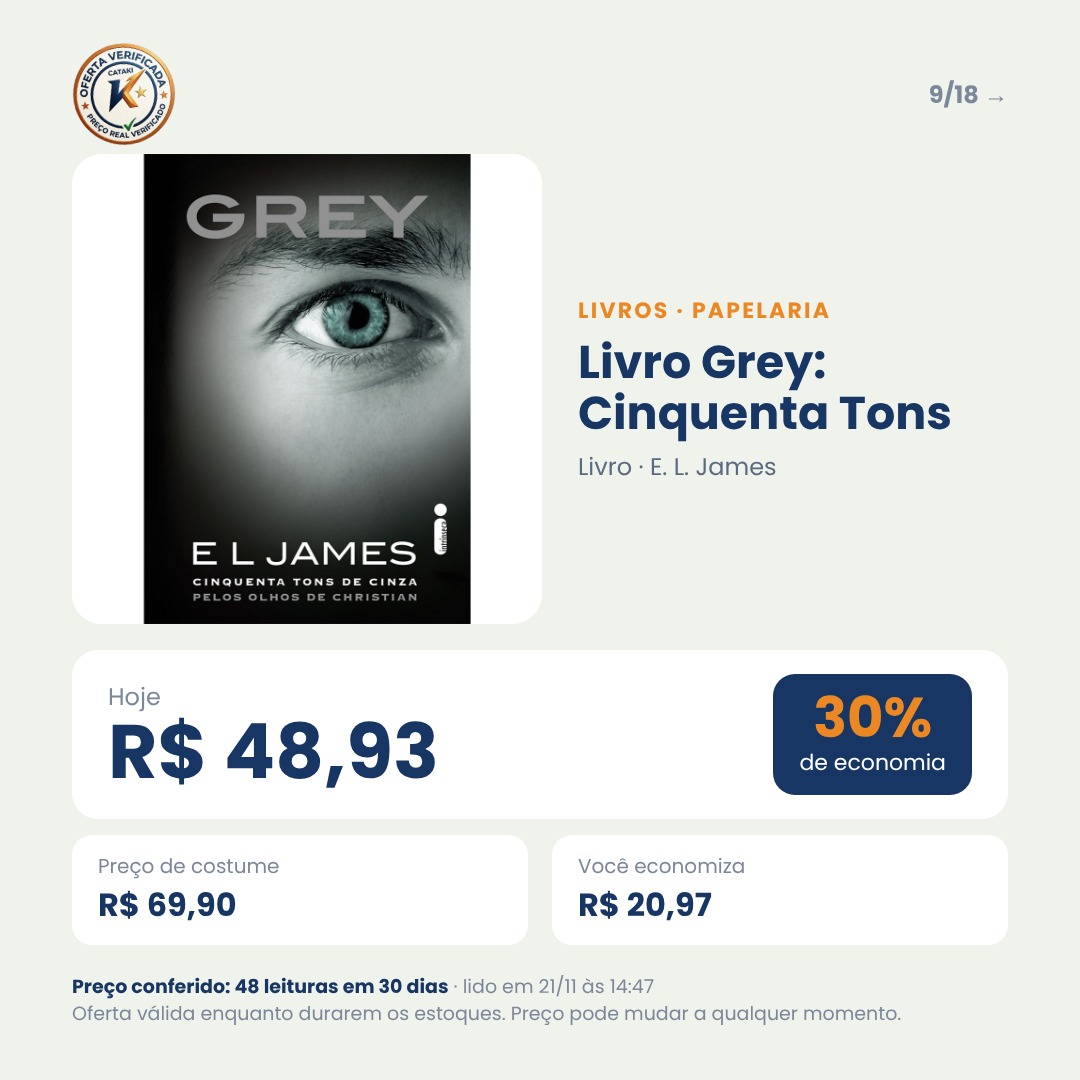 OFERTA VERIFICADA
CATAKI
K
PREÇO REAL VERIFICADO
9/18 →
GREY
intrínseca
E L JAMES
CINQUENTA TONS DE CINZA
PELOS OLHOS DE CHRISTIAN
LIVROS · PAPELARIA
Livro Grey:
Cinquenta Tons
Livro · E. L. James
Hoje
R$ 48,93
30%
de economia
Preço de costume
R$ 69,90
Você economiza
R$ 20,97
Preço conferido: 48 leituras em 30 dias · lido em 21/11 às 14:47
Oferta válida enquanto durarem os estoques. Preço pode mudar a qualquer momento.